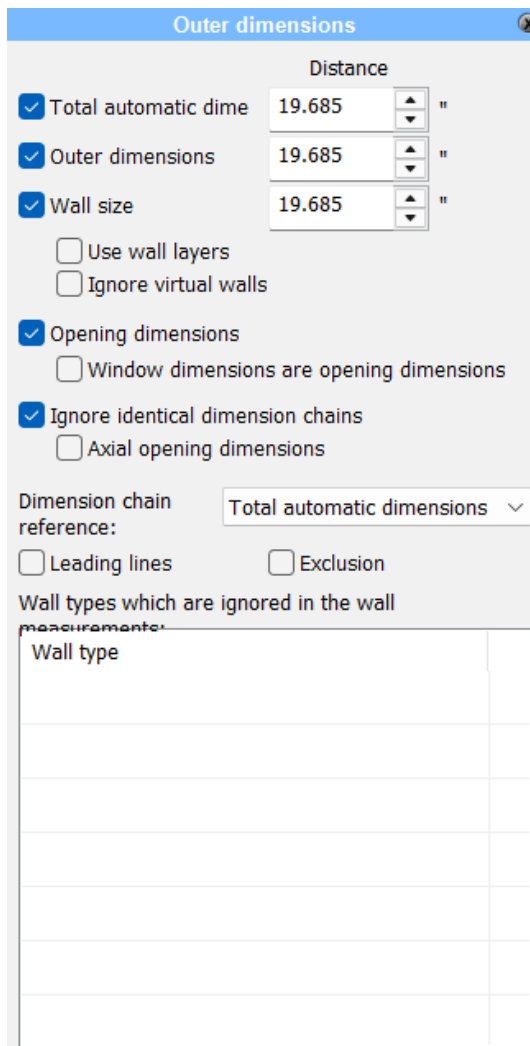 Outer dimensions
Distance
Total automatic dime 19.685 "
Outer dimensions 19.685 "
Wall size 19.685 "
Use wall layers
Ignore virtual walls
Opening dimensions
Window dimensions are opening dimensions
Ignore identical dimension chains
Axial opening dimensions
Dimension chain
reference:
Total automatic dimensions
Leading lines Exclusion
Wall types which are ignored in the wall
measurements:
Wall type